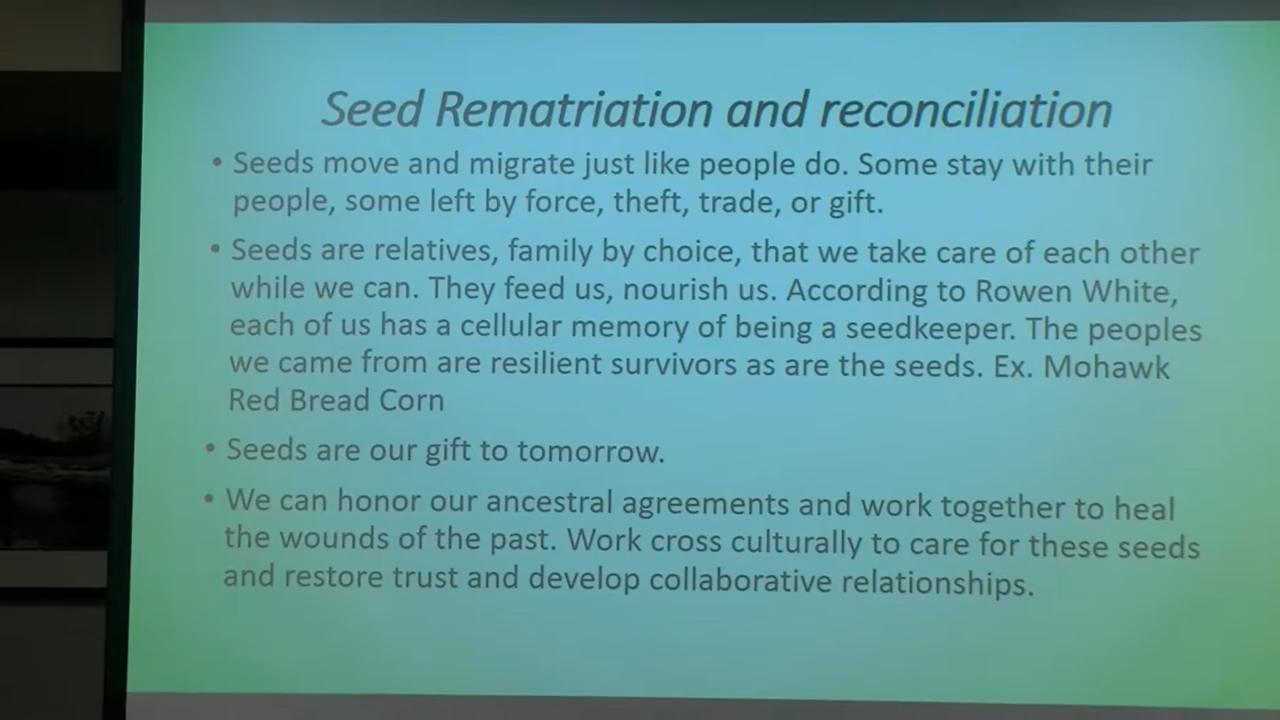 Seed Rematriation and reconciliation
• Seeds move and migrate just like people do. Some stay with their
people, some left by force, theft, trade, or gift.
• Seeds are relatives, family by choice, that we take care of each other
while we can. They feed us, nourish us. According to Rowen White,
each of us has a cellular memory of being a seedkeeper. The peoples
we came from are resilient survivors as are the seeds. Ex. Mohawk
Red Bread Corn
• Seeds are our gift to tomorrow.
• We can honor our ancestral agreements and work together to heal
the wounds of the past. Work cross culturally to care for these seeds
and restore trust and develop collaborative relationships.